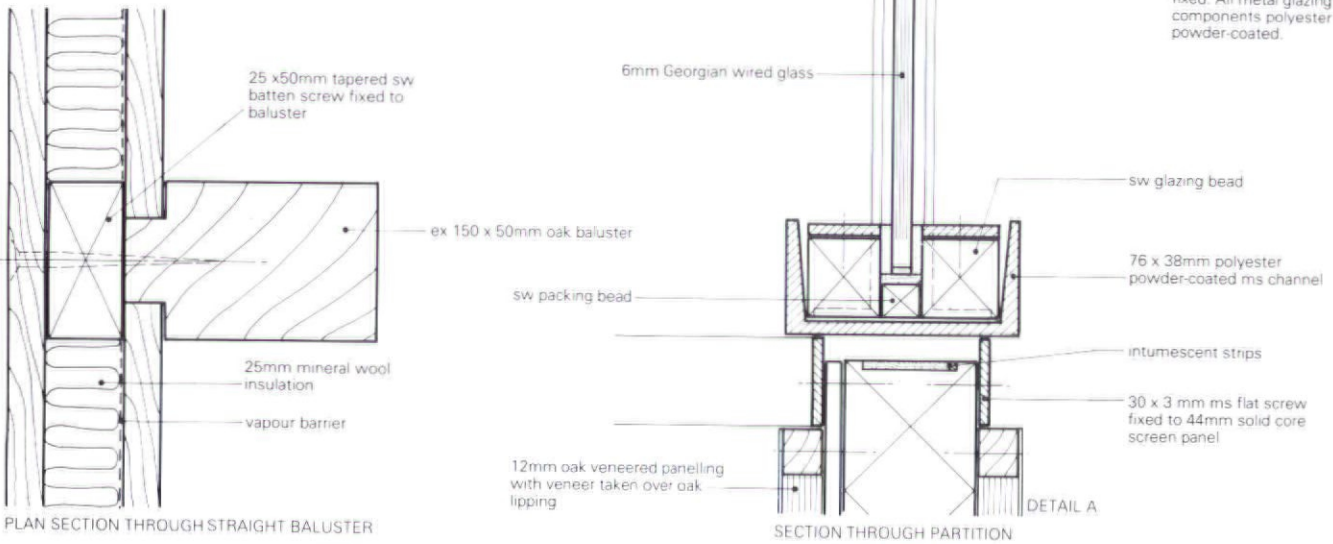 fixed. All metal glazing
components polyester
powder-coated.
25 x50mm tapered sw
batten screw fixed to
baluster
6mm Georgian wired glass
sw glazing bead
ex 150 x 50mm oak baluster
76 x 38mm polyester
powder-coated ms channel
sw packing bead
25mm mineral wool
insulation
intumescent strips
vapour barrier
30 x 3 mm ms flat screw
fixed to 44mm solid core
screen panel
12mm oak veneered panelling
with veneer taken over oak
lipping
DETAIL A
PLAN SECTION THROUGH STRAIGHT BALUSTER
SECTION THROUGH PARTITION